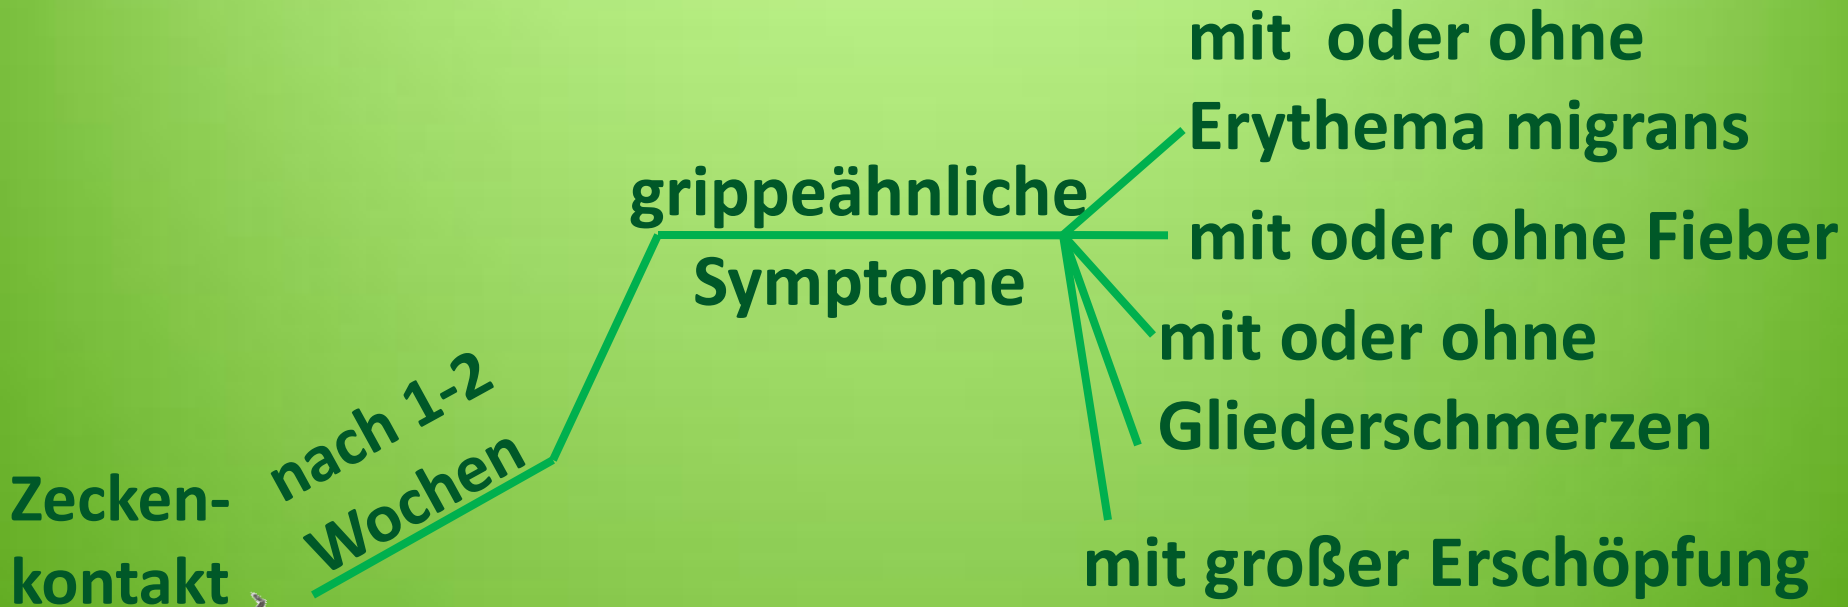 Zecken-
kontakt
nach 1-2
Wochen
grippeähnliche
Symptome
mit oder ohne
Erythema migrans
mit oder ohne Fieber
mit oder ohne
Gliederschmerzen
mit großer Erschöpfung